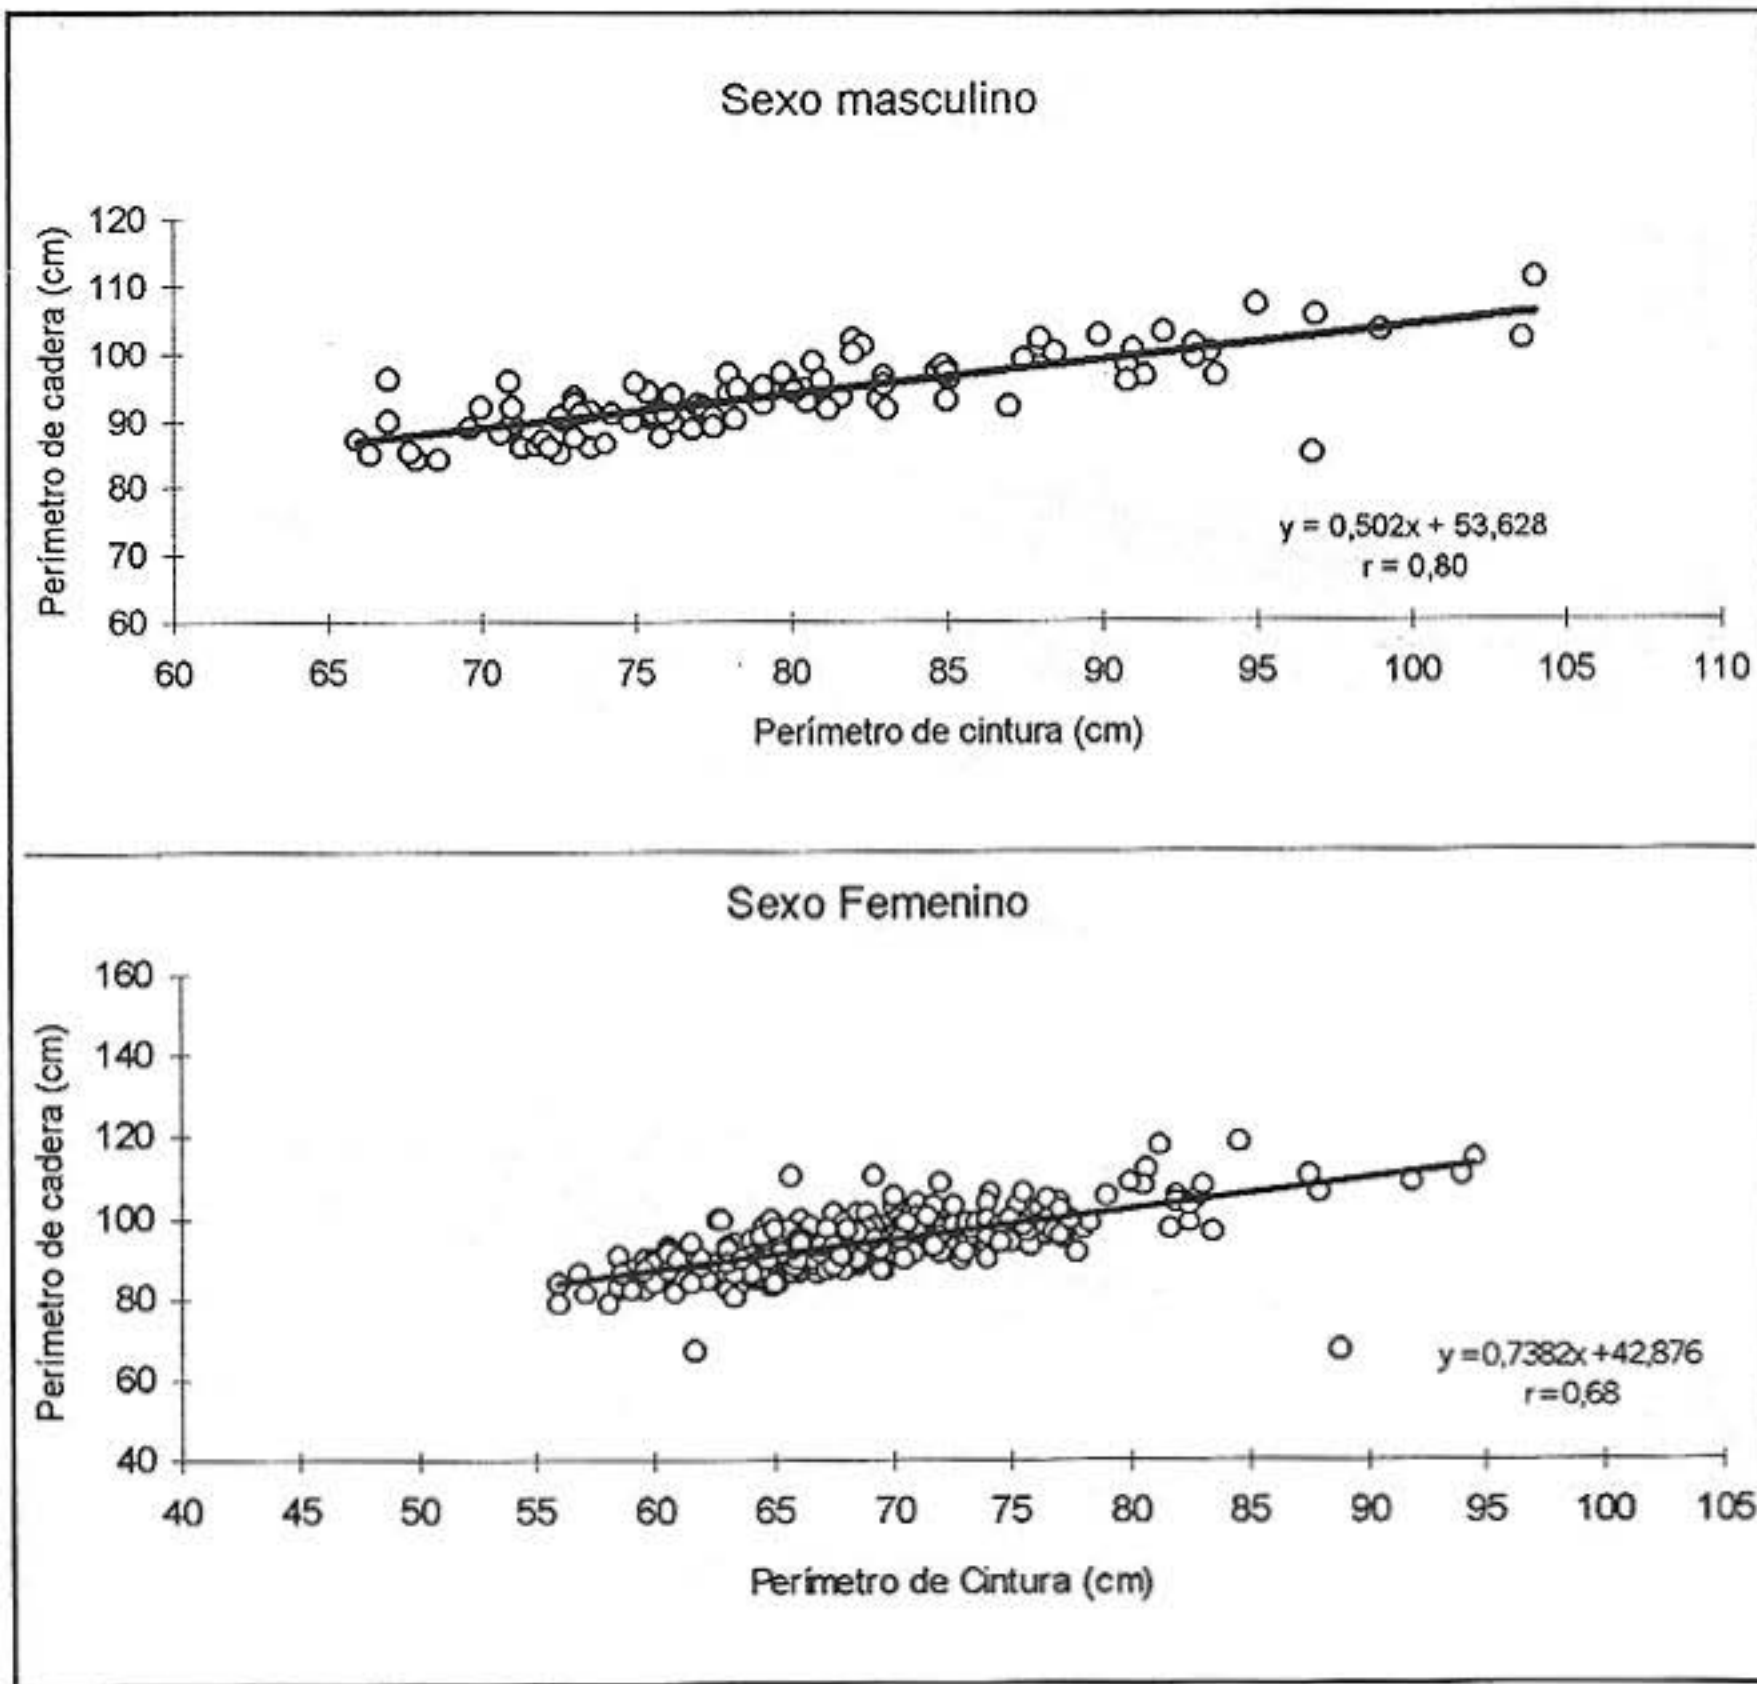 Sexo masculino
Perímetro de cadera (cm)
120
110
100
90
80
70
60
y = 0,502x + 53,628
r = 0,80
60 65 70 75 80 85 90 95 100 105 110
Perímetro de cintura (cm)
Sexo Femenino
Perímetro de cadera (cm)
160
140
120
100
80
60
40
y=0,7382x+42,876
r=0,68
40 45 50 55 60 65 70 75 80 85 90 95 100 105
Perímetro de Cintura (cm)